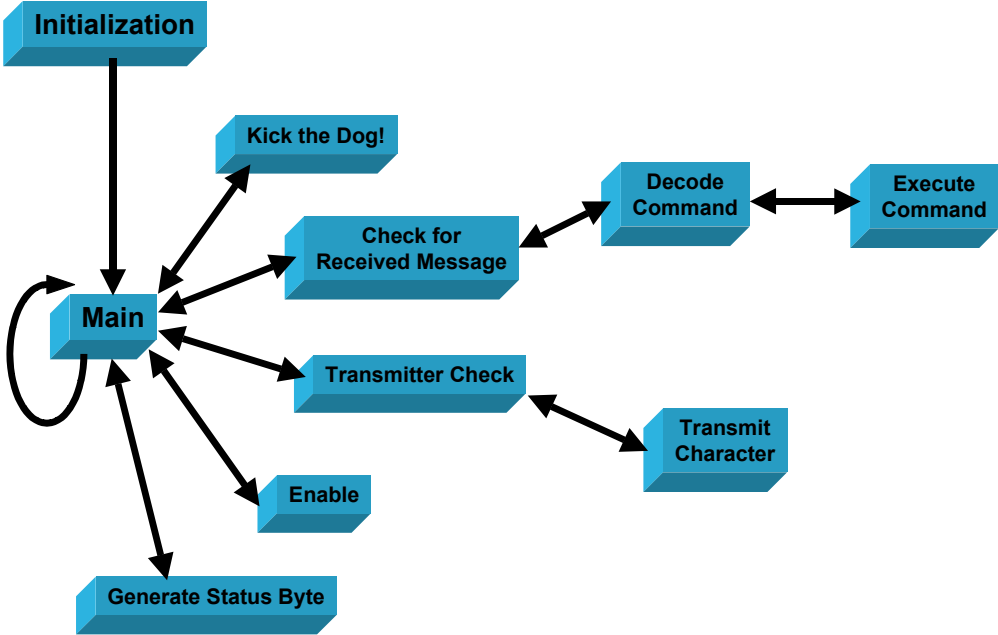 Initialization
Kick the Dog!
Decode
Command
Execute
Command
Check for
Received Message
Main
Transmitter Check
Transmit
Character
Enable
Generate Status Byte